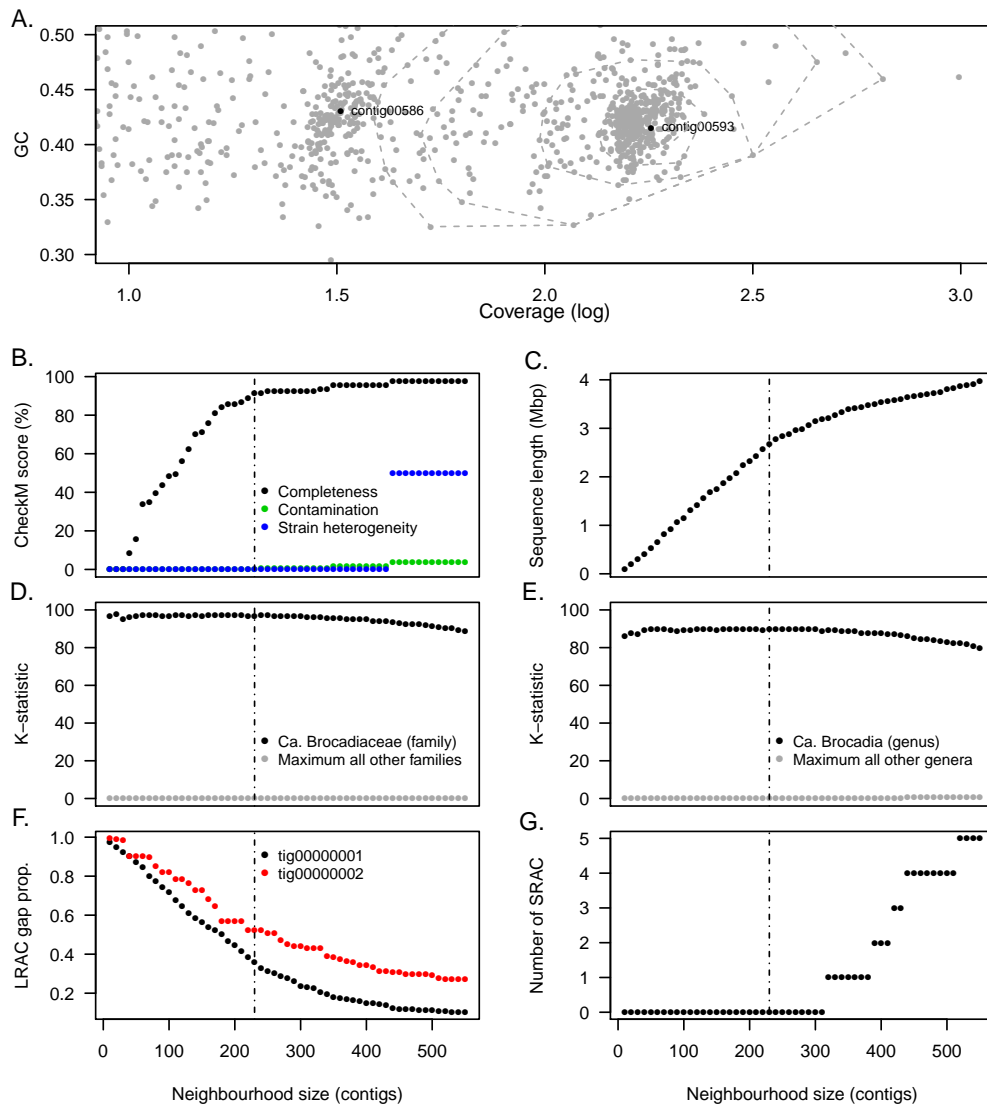 A.
0.50
0.45
0.40
0.35
0.30
GC
contig00586
contig00593
1.0 1.5 2.0 2.5 3.0
Coverage (log)
B.
100
80
60
40
20
0
CheckM score (%)
Completeness
Contamination
Strain heterogeneity
C.
4
3
2
1
0
Sequence length (Mbp)
D.
100
80
60
40
20
0
K−statistic
Ca. Brocadiaceae (family)
Maximum all other families
E.
100
80
60
40
20
0
K−statistic
Ca. Brocadia (genus)
Maximum all other genera
F.
1.0
0.8
0.6
0.4
0.2
LRAC gap prop.
tig00000001
tig00000002
0 100 200 300 400 500
Neighbourhood size (contigs)
G.
5
4
3
2
1
0
Number of SRAC
0 100 200 300 400 500
Neighbourhood size (contigs)